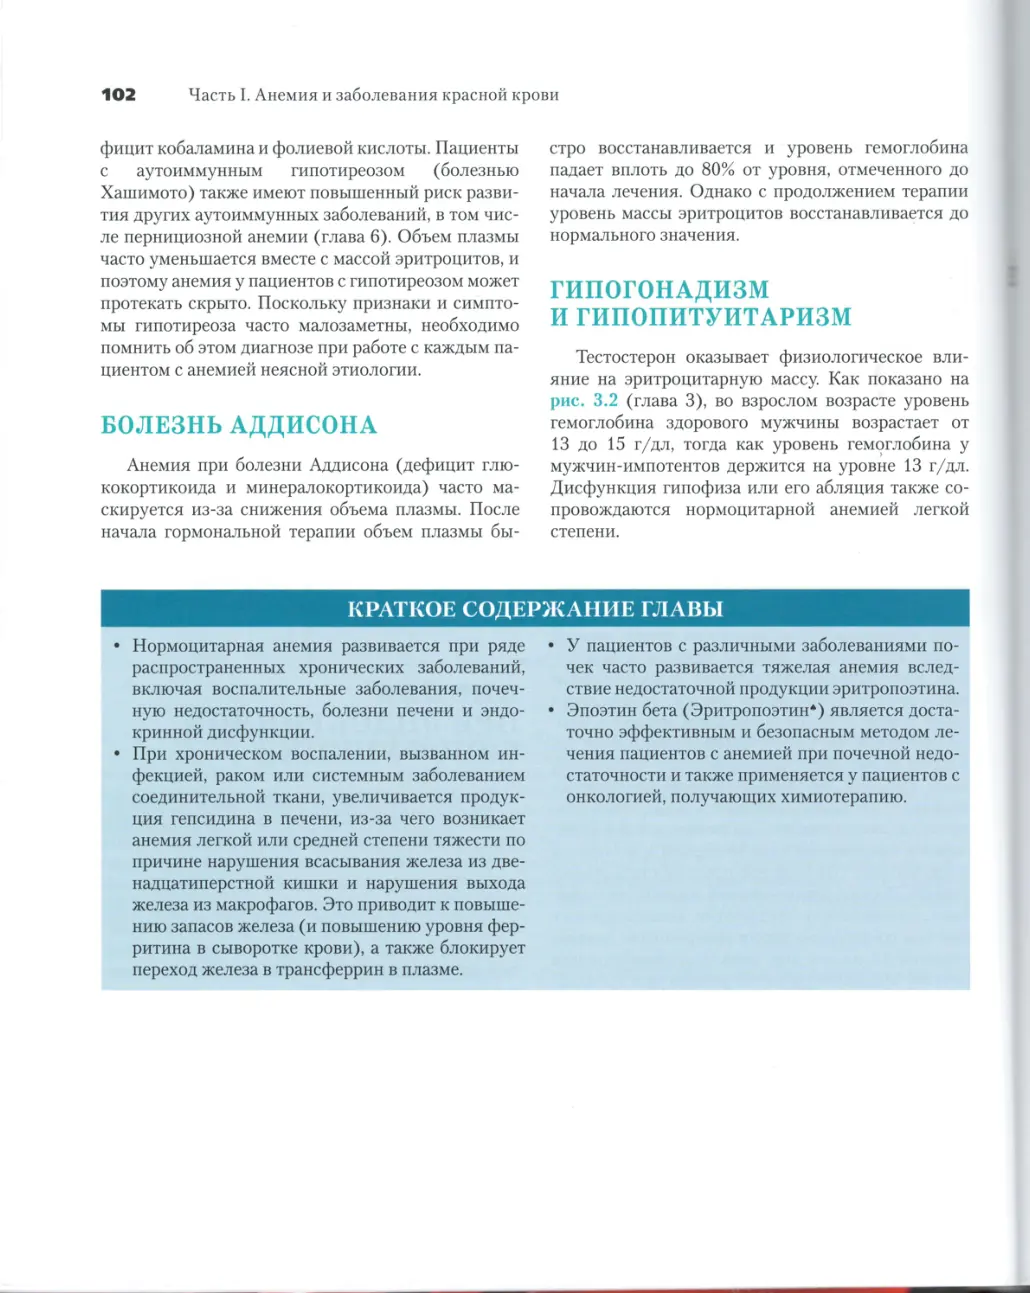 102 Часть I. Анемия и заболевания красной крови
фицит кобаламина и фолиевой кислоты. Пациенты
с аутоиммунным гипотиреозом (болезнью
Хашимото) также имеют повышенный риск разви-
тия других аутоиммунных заболеваний, в том чис-
ле пернициозной анемии (глава 6). Объем плазмы
часто уменьшается вместе с массой эритроцитов, и
поэтому анемия у пациентов с гипотиреозом может
протекать скрыто. Поскольку признаки и симпто-
мы гипотиреоза часто малозаметны, необходимо
помнить об этом диагнозе при работе с каждым па-
циентом с анемией неясной этиологии.
БОЛЕЗНЬ АДДИСОНА
Анемия при болезни Аддисона (дефицит глю-
кокортикоида и минералокортикоида) часто ма-
скируется из-за снижения объема плазмы. После
начала гормональной терапии объем плазмы бы-
стро восстанавливается и уровень гемоглобина
падает вплоть до 80% от уровня, отмеченного до
начала лечения. Однако с продолжением терапии
уровень массы эритроцитов восстанавливается до
нормального значения.
ГИПОГОНАДИЗМ
И ГИПОПИТУИТАРИЗМ
Тестостерон оказывает физиологическое вли-
яние на эритроцитарную массу. Как показано на
рис. 3.2 (глава 3), во взрослом возрасте уровень
гемоглобина здорового мужчины возрастает от
13 до 15 г/дл, тогда как уровень гемоглобина у
мужчин-импотентов держится на уровне 13 г/дл.
Дисфункция гипофиза или его абляция также со-
провождаются нормоцитарной анемией легкой
степени.
КРАТКОЕ СОДЕРЖАНИЕ ГЛАВЫ
• Нормоцитарная анемия развивается при ряде
распространенных хронических заболеваний,
включая воспалительные заболевания, почеч-
ную недостаточность, болезни печени и эндо-
кринной дисфункции.
• При хроническом воспалении, вызванном ин-
фекцией, раком или системным заболеванием
соединительной ткани, увеличивается продук-
ция гепсидина в печени, из-за чего возникает
анемия легкой или средней степени тяжести по
причине нарушения всасывания железа из две-
надцатиперстной кишки и нарушения выхода
железа из макрофагов. Это приводит к повыше-
нию запасов железа (и повышению уровня фер-
ритина в сыворотке крови), а также блокирует
переход железа в трансферрин в плазме.
• У пациентов с различными заболеваниями по-
чек часто развивается тяжелая анемия вслед-
ствие недостаточной продукции эритропоэтина.
• Эпоэтин бета (Эритропоэтин♠) является доста-
точно эффективным и безопасным методом ле-
чения пациентов с анемией при почечной недо-
статочности и также применяется у пациентов с
онкологией, получающих химиотерапию.